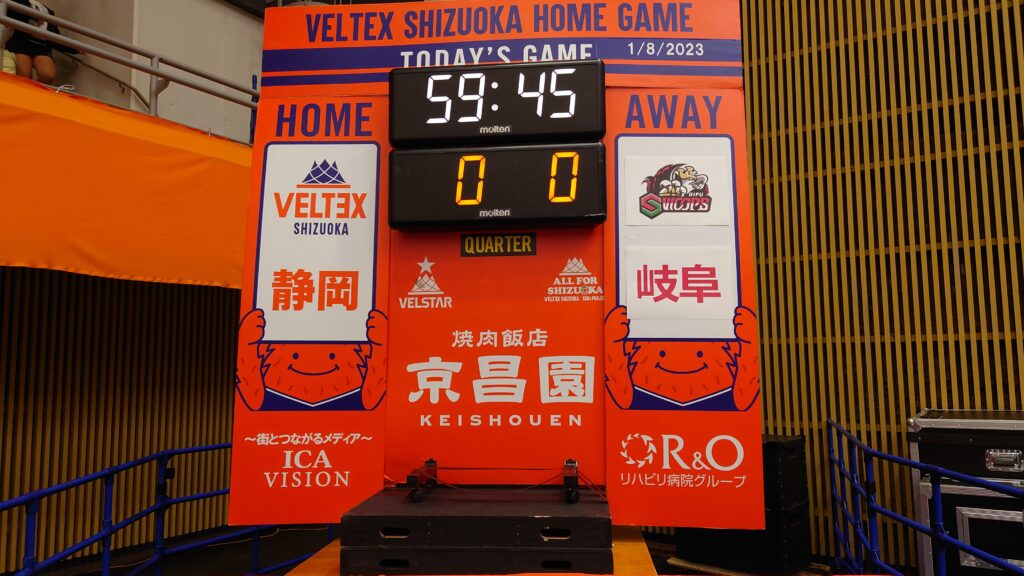 VELTEX SHIZUOKA HOME GAME
TODAY'S GAME 1/8/2023
59:45
molten
HOME
AWAY
0 0
molten
QUARTER
VELTEX
SHIZUOKA
静岡
GIFU
SWOOPS
岐阜
VELSTAR
ALL FOR
SHIZUOKA
焼肉飯店
京昌園
KEISHOUEN
～街とつながるメディア～
ICA
VISION
R&O
リハビリ病院グループ